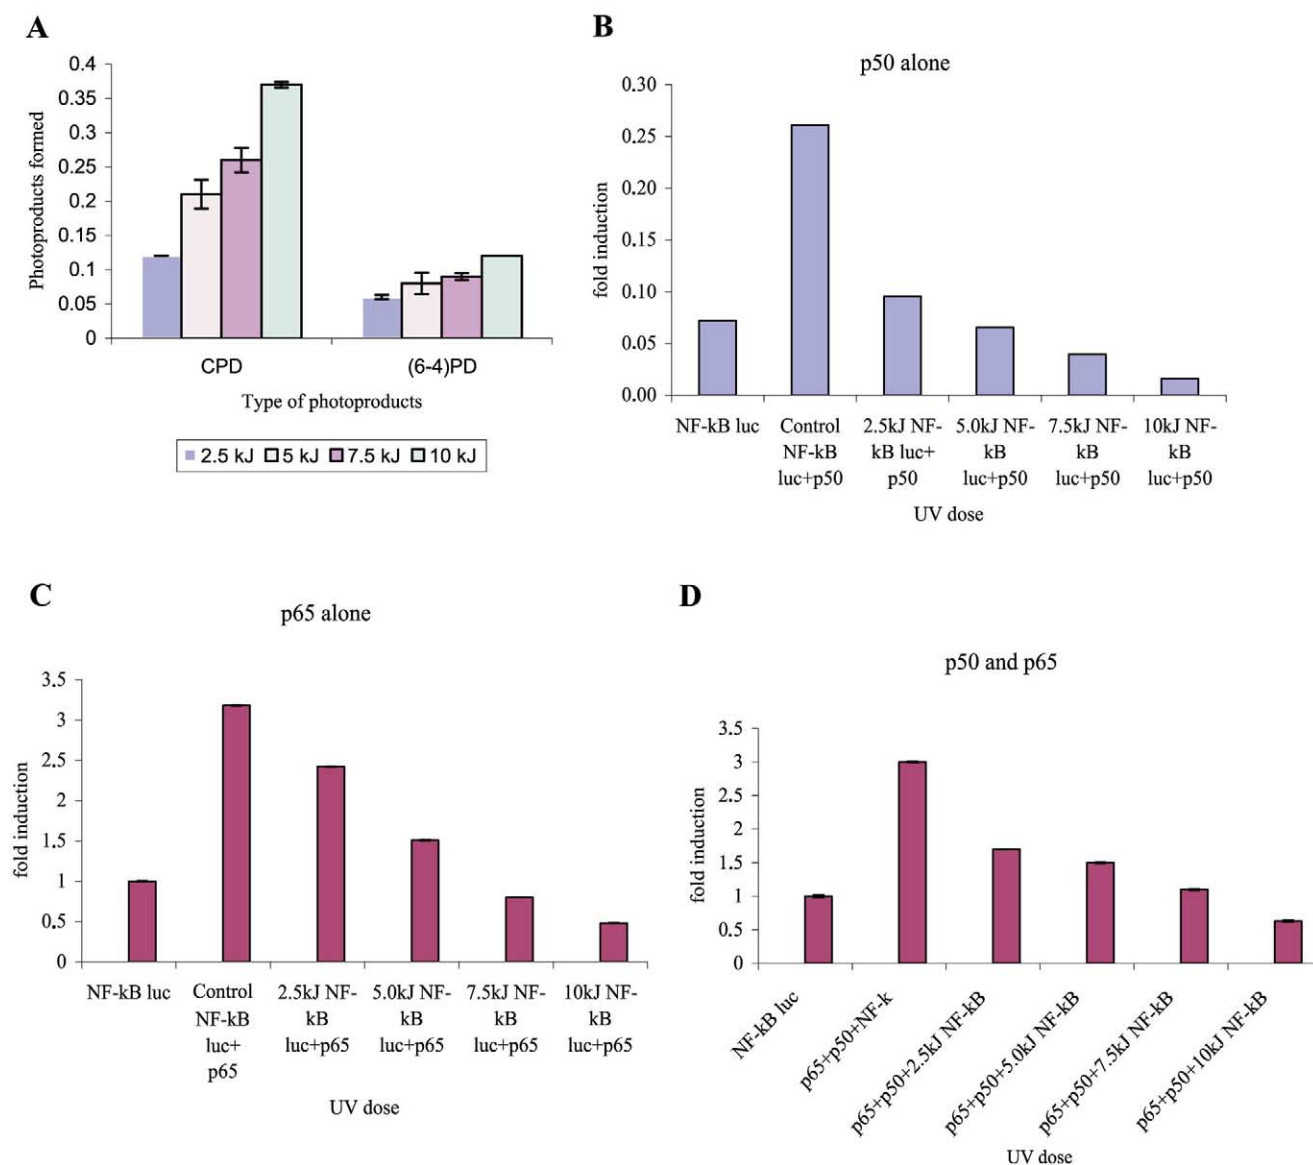 A
0.4
0.35
0.3
0.25
0.2
0.15
0.1
0.05
0
Photoproducts formed
CPD (6-4)PD
Type of photoproducts
2.5 kJ 5 kJ 7.5 kJ 10 kJ
B
p50 alone
0.30
0.25
0.20
0.15
0.10
0.05
0.00
fold induction
NF-kB luc Control 2.5kJ NF- 5.0kJ NF- 7.5kJ NF- 10kJ NF-
NF-kB kB luc+ kB kB kB
luc+p50 p50 luc+p50 luc+p50 luc+p50
UV dose
C
p65 alone
3.5
3
2.5
2
1.5
1
0.5
0
fold induction
NF-kB luc Control 2.5kJ NF- 5.0kJ NF- 7.5kJ NF- 10kJ NF-
NF-kB kB kB kB kB
luc+ luc+p65 luc+p65 luc+p65 luc+p65
p65
UV dose
D
p50 and p65
3.5
3
2.5
2
1.5
1
0.5
0
fold induction
NF-kB luc
p65+p50+NF-k
p65+p50+2.5kJ NF-kB
p65+p50+5.0kJ NF-kB
p65+p50+7.5kJ NF-kB
p65+p50+10kJ NF-kB
UV dose